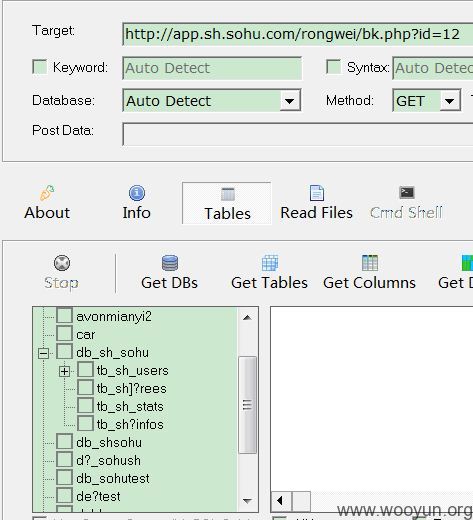 Target: http://app.sh.sohu.com/rongwei/bk.php?id=12
Keyword: Auto Detect Syntax: Auto Detec
Database: Auto Detect Method: GET T
Post Data:
About Info Tables Read Files Cmd Shell
Stop Get DBs Get Tables Get Columns Get D
avonmianyi2
car
db_sh_sohu
tb_sh_users
tb_sh]?rees
tb_sh_stats
tb_sh?infos
db_shsohu
d?_sohush
db_sohutest
de?test
www.wooyun.org